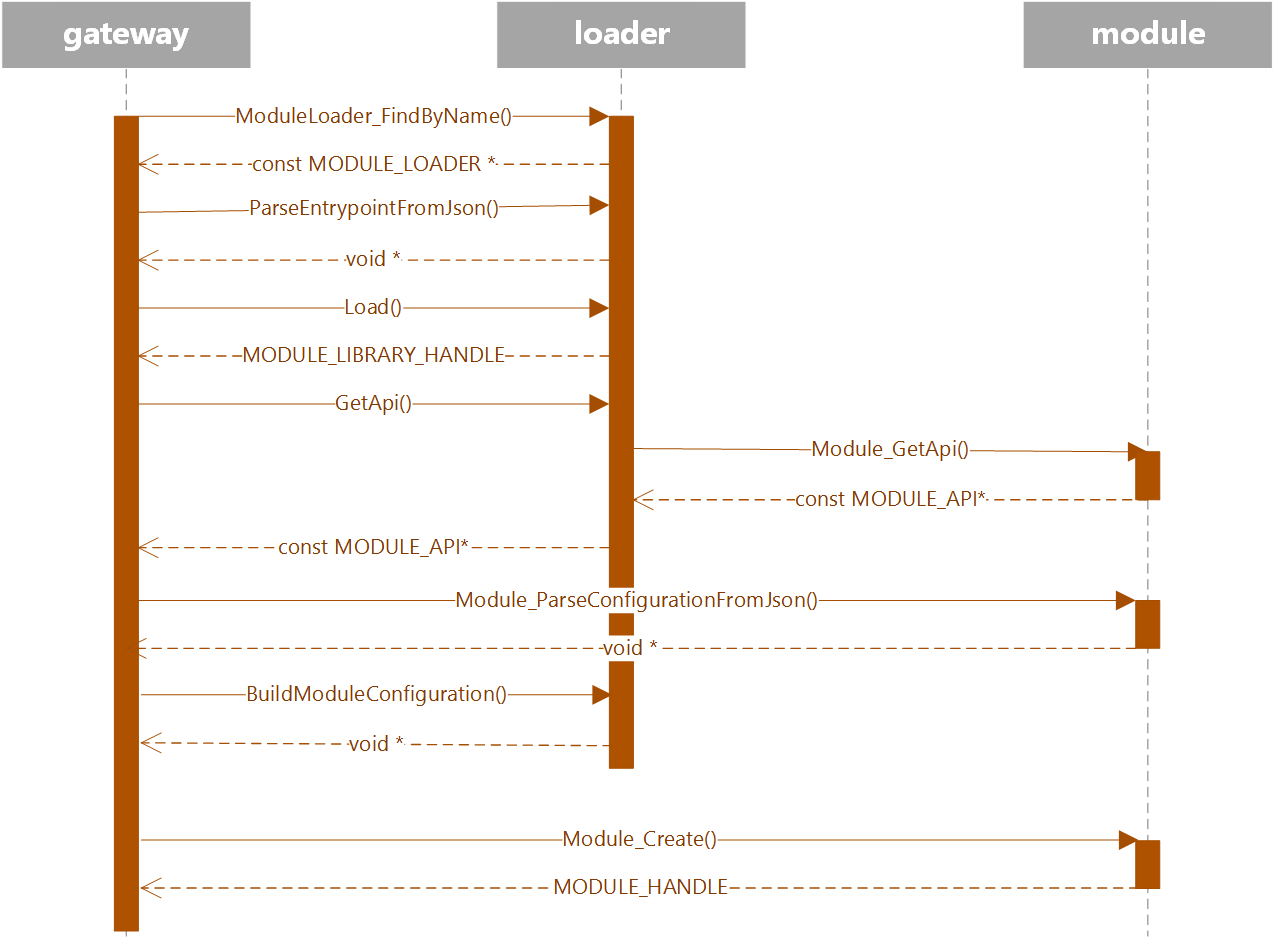 gateway
loader
module
ModuleLoader_FindByName()
const MODULE_LOADER *
ParseEntrypointFromJson()
void *
Load()
MODULE_LIBRARY_HANDLE
GetApi()
Module_GetApi()
const MODULE_API*
const MODULE_API*
Module_ParseConfigurationFromJson()
void *
BuildModuleConfiguration()
void *
Module_Create()
MODULE_HANDLE